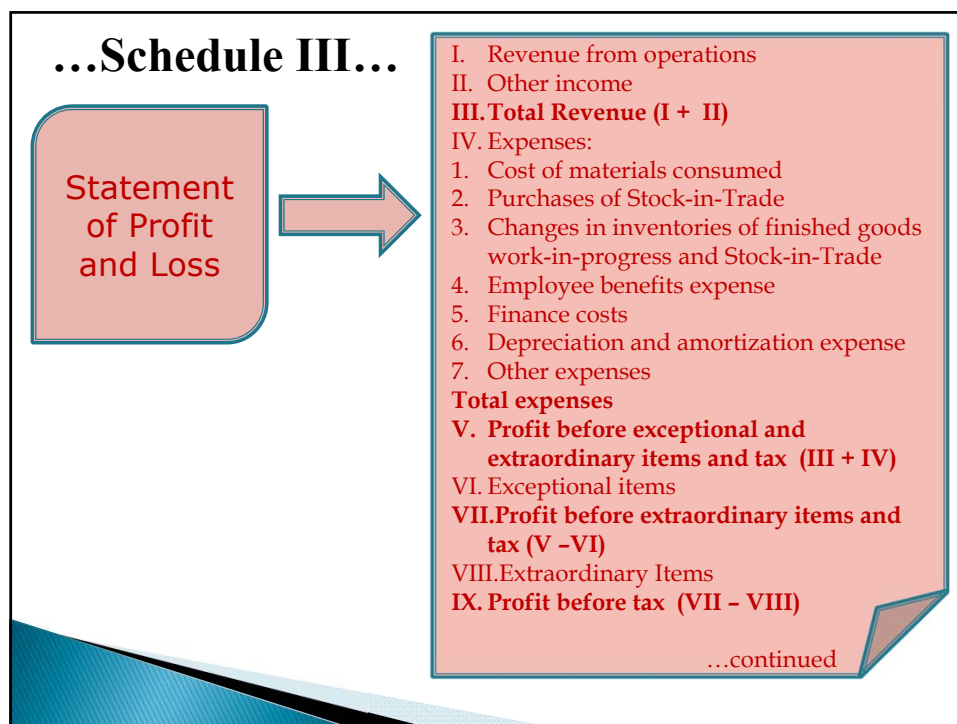 ...Schedule III...
Statement
of Profit
and Loss
I. Revenue from operations
II. Other income
III. Total Revenue (I + II)
IV. Expenses:
1. Cost of materials consumed
2. Purchases of Stock-in-Trade
3. Changes in inventories of finished goods
work-in-progress and Stock-in-Trade
4. Employee benefits expense
5. Finance costs
6. Depreciation and amortization expense
7. Other expenses
Total expenses
V. Profit before exceptional and
extraordinary items and tax (III + IV)
VI. Exceptional items
VII.Profit before extraordinary items and
tax (V –VI)
VIII.Extraordinary Items
IX. Profit before tax (VII – VIII)
...continued